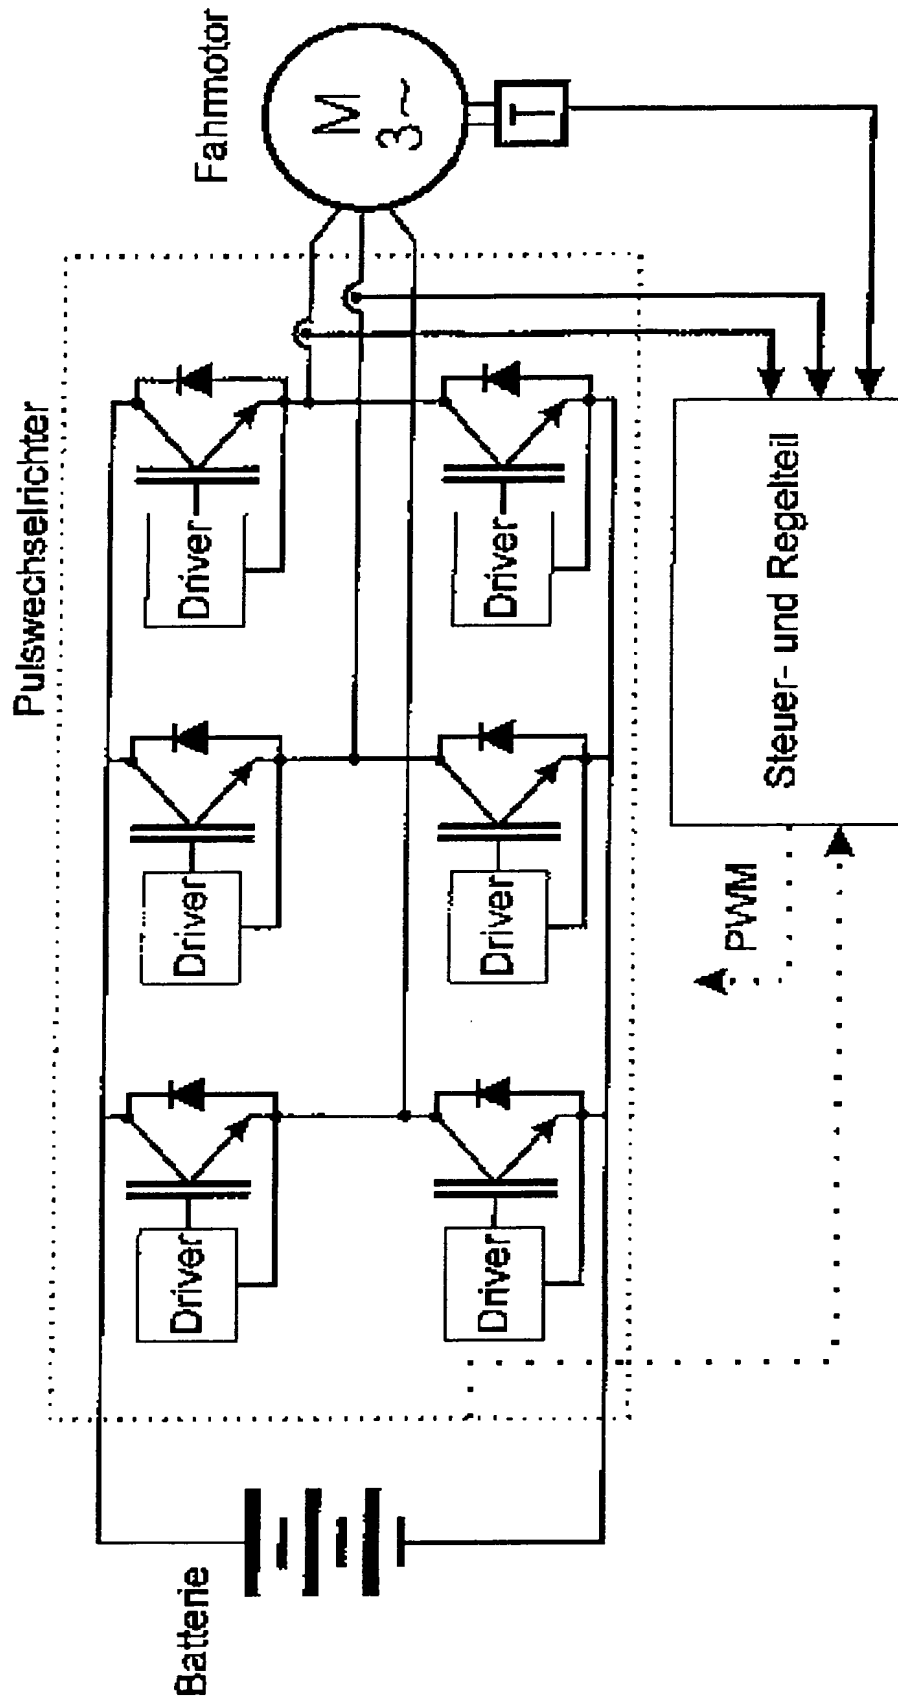 Pulswechselrichter
Fahrmotor
Batterie
Driver
Driver
Driver
Driver
Driver
Driver
M
3~
T
PWM
Steuer- und Regelteil